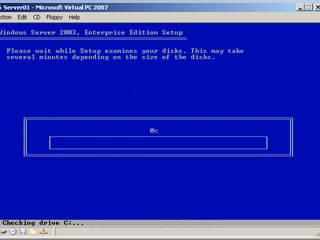 Server01 - Microsoft Virtual PC 2007
ction Edit CD Floppy Help
Windows Server 2003, Enterprise Edition Setup
Please wait while Setup examines your disks. This may take
several minutes depending on the size of the disks.
0%
Checking drive C:...